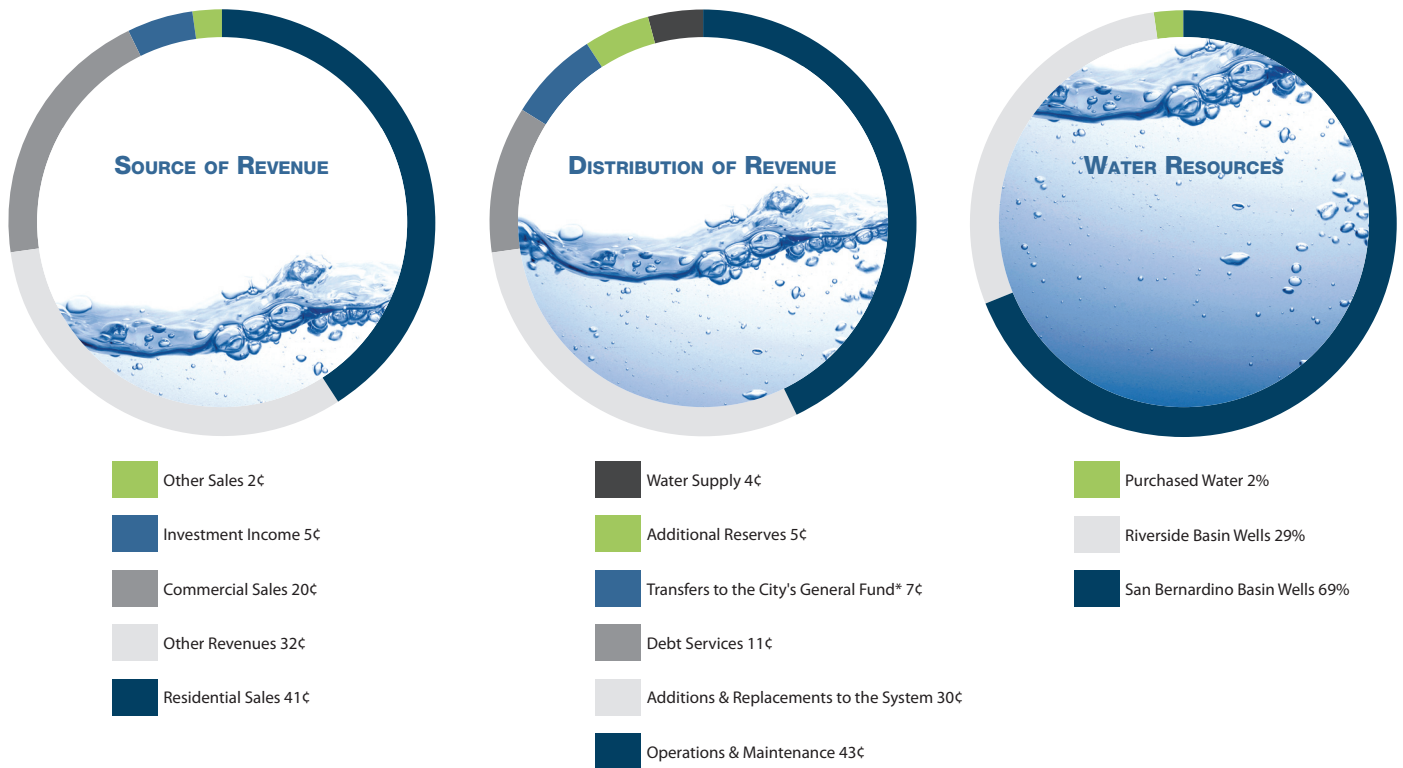 SOURCE OF REVENUE
Other Sales 2¢
Investment Income 5¢
Commercial Sales 20¢
Other Revenues 32¢
Residential Sales 41¢
DISTRIBUTION OF REVENUE
Water Supply 4¢
Additional Reserves 5¢
Transfers to the City's General Fund* 7¢
Debt Services 11¢
Additions & Replacements to the System 30¢
Operations & Maintenance 43¢
WATER RESOURCES
Purchased Water 2%
Riverside Basin Wells 29%
San Bernardino Basin Wells 69%